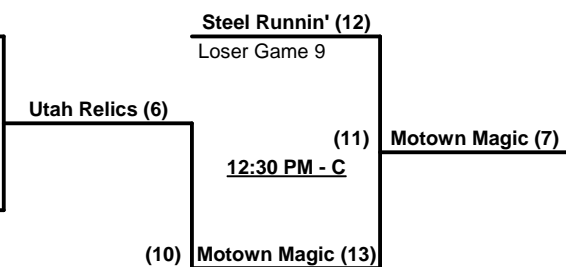 Steel Runnin' (12)
Loser Game 9
Utah Relics (6)
(11) Motown Magic (7)
12:30 PM - C
(10) Motown Magic (13)